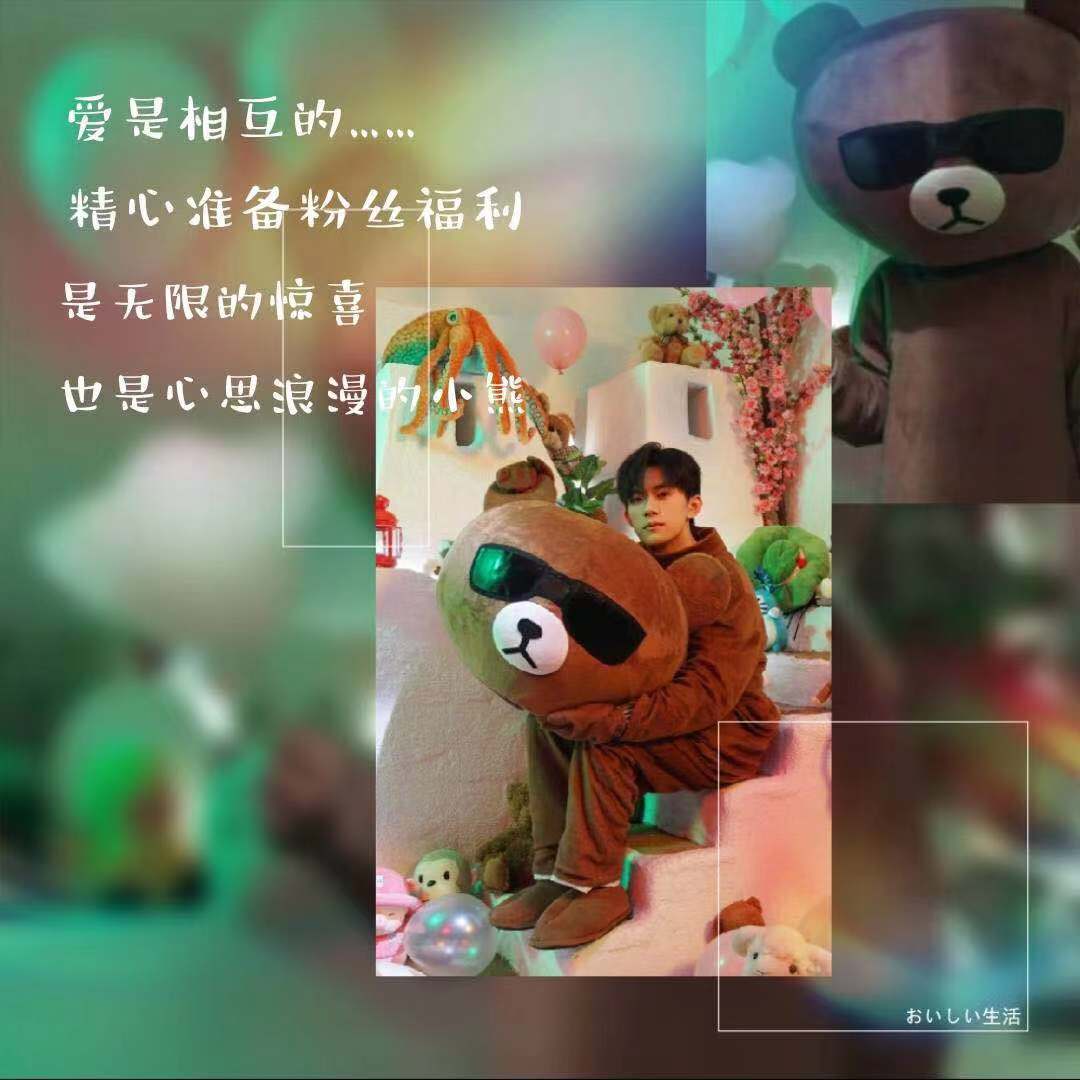 爱是相互的……
精心准备粉丝福利
是无限的惊喜
也是心思浪漫的小熊
おいしい生活